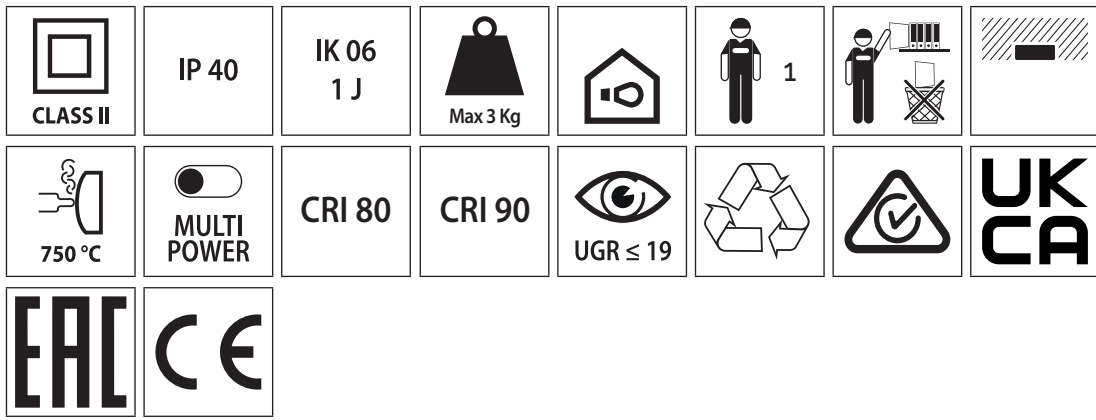 CLASS II
IP 40
IK 06
1 J
Max 3 Kg
1
750 °C
MULTI
POWER
CRI 80
CRI 90
UGR ≤ 19
UK
CA
EAC
CE